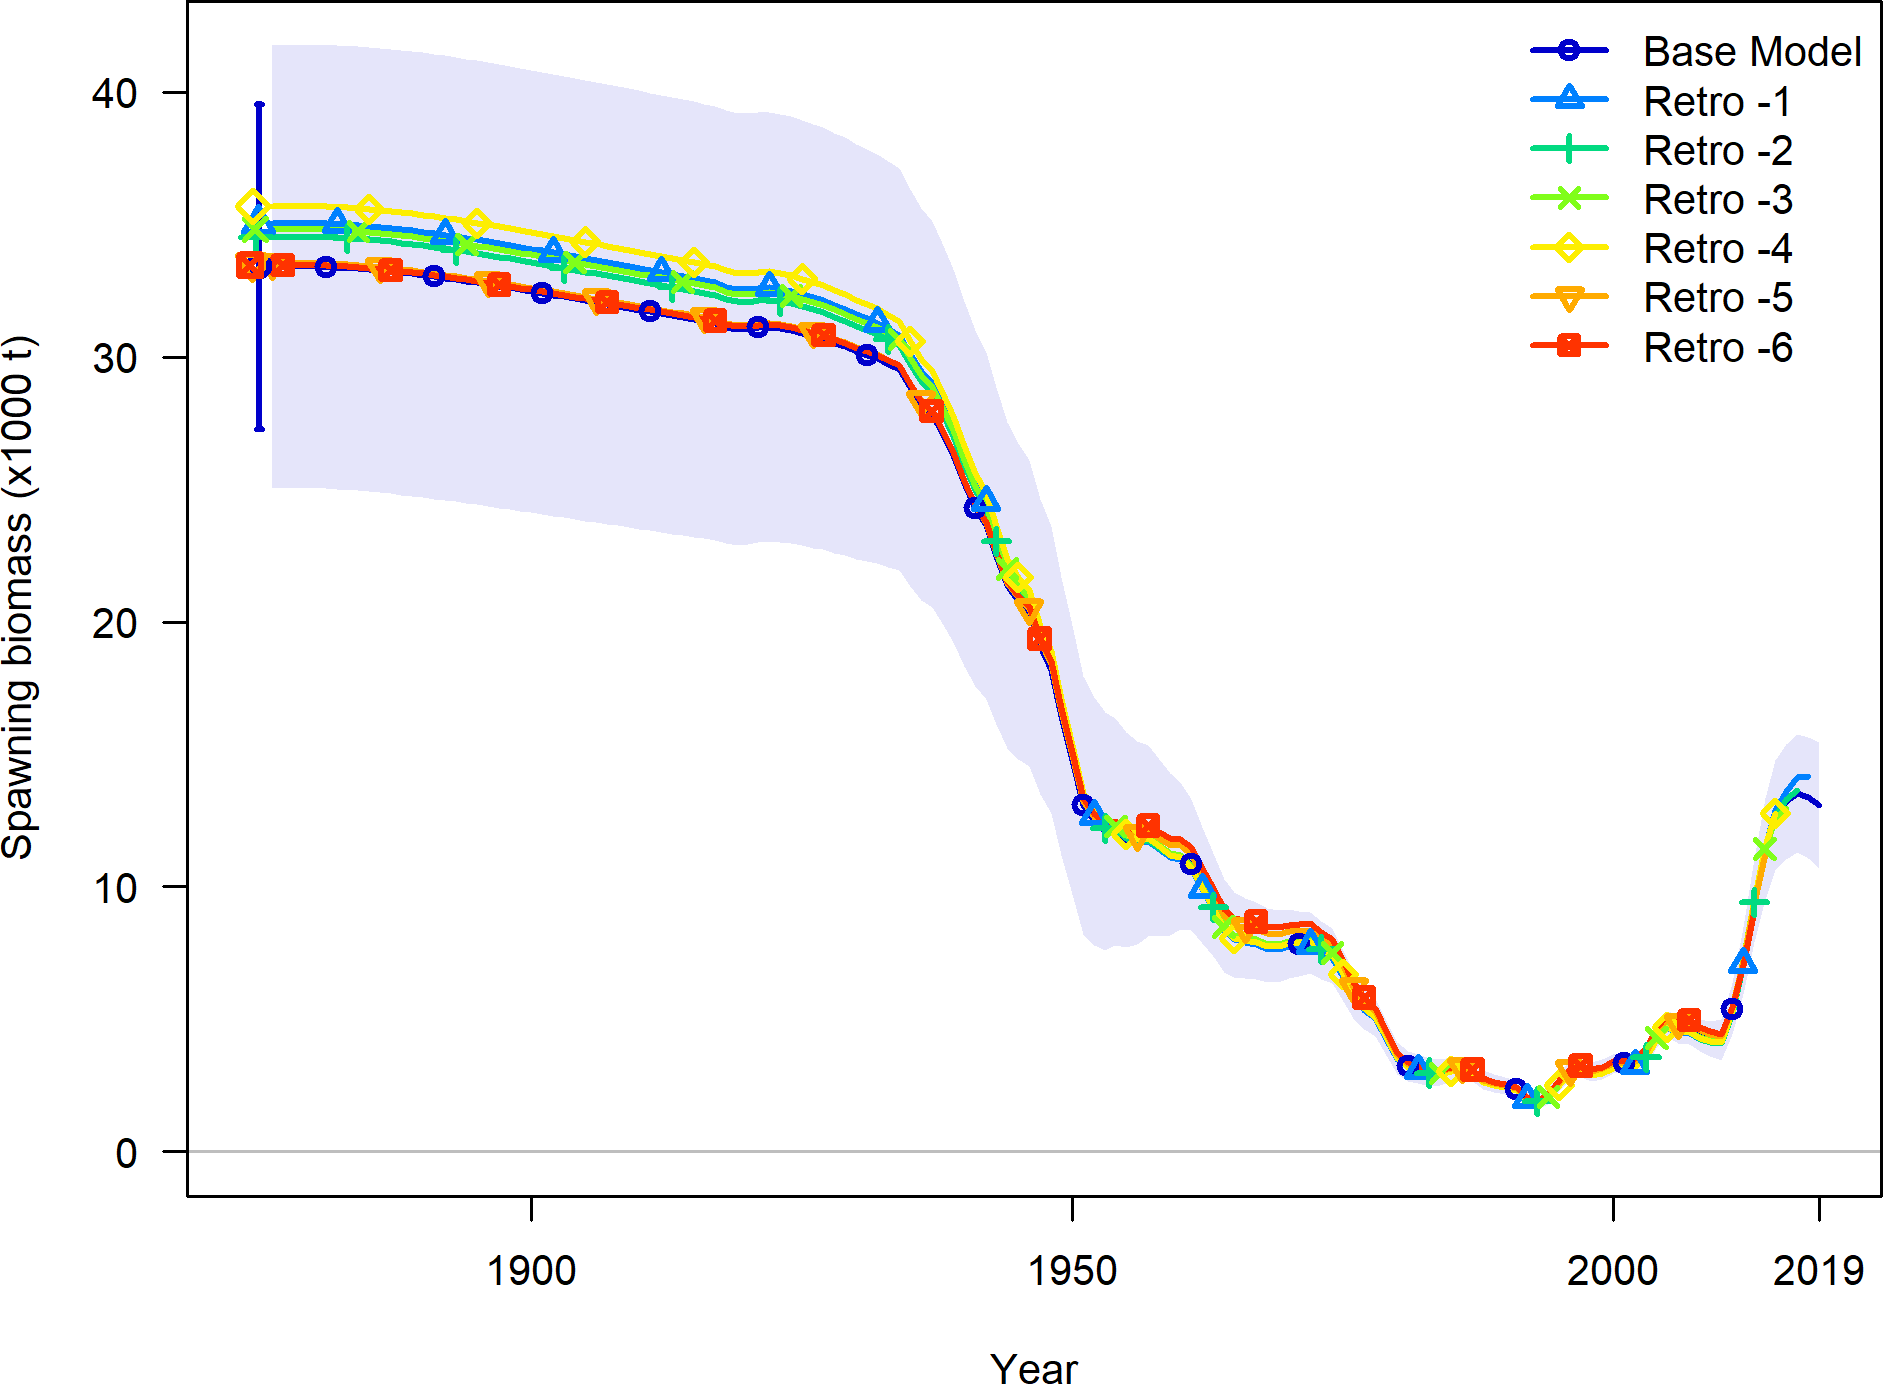 Base Model
Retro -1
Retro -2
Retro -3
Retro -4
Retro -5
Retro -6
Spawning biomass (x1000 t)
40
30
20
10
0
1900
1950
2000
2019
Year